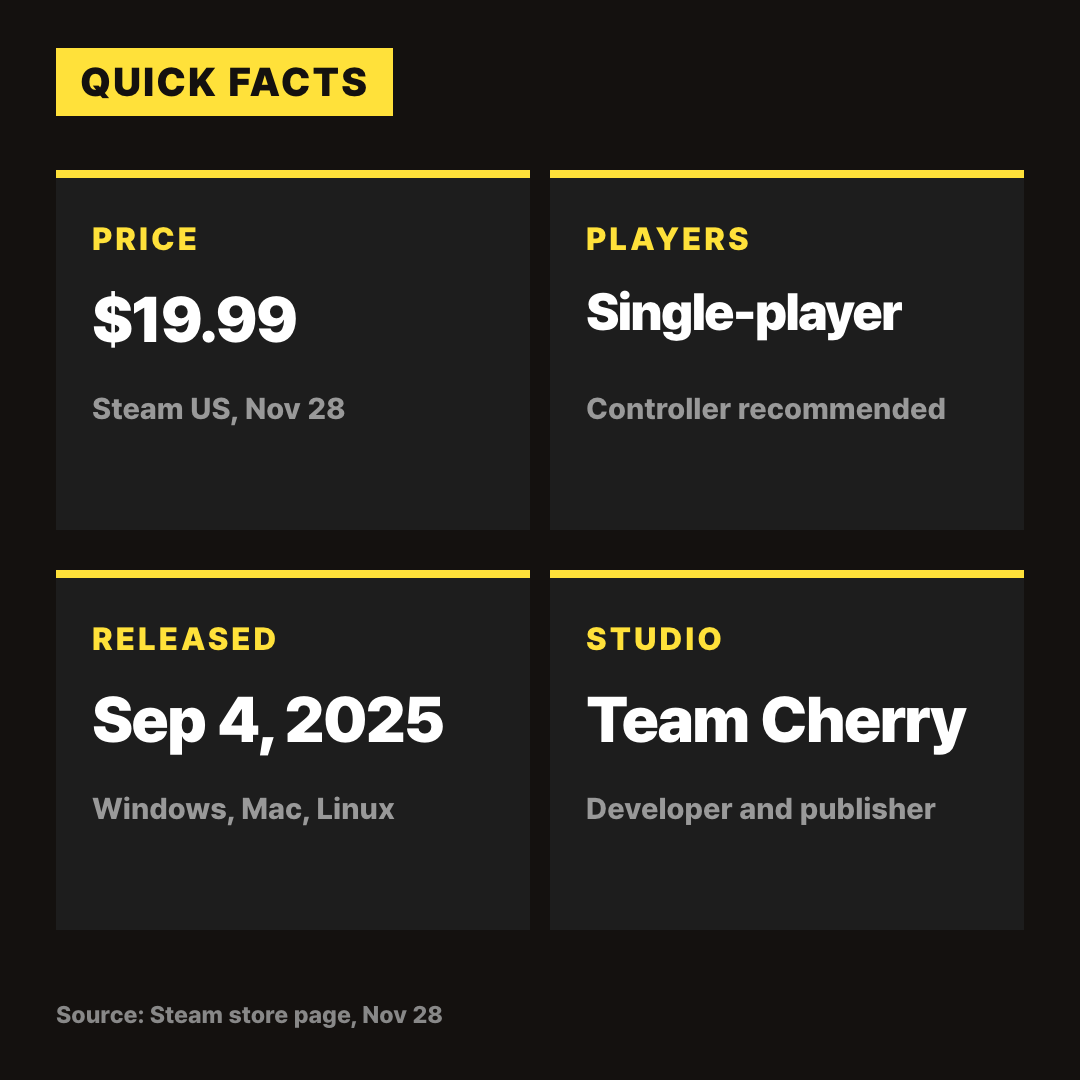 QUICK FACTS
PRICE
$19.99
Steam US, Nov 28
PLAYERS
Single-player
Controller recommended
RELEASED
Sep 4, 2025
Windows, Mac, Linux
STUDIO
Team Cherry
Developer and publisher
Source: Steam store page, Nov 28